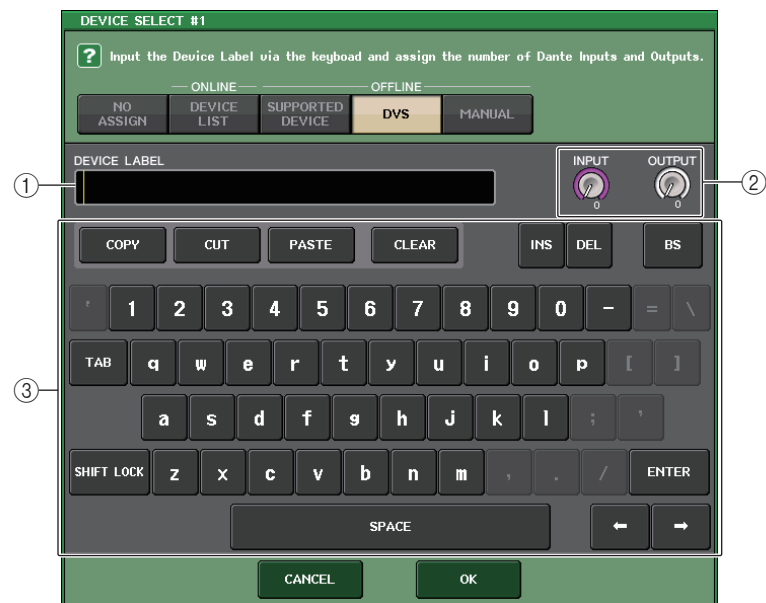 DEVICE SELECT #1
? Input the Device Label via the keyboad and assign the number of Dante Inputs and Outputs.
ONLINE OFFLINE
NO ASSIGN DEVICE LIST SUPPORTED DEVICE DVS MANUAL
DEVICE LABEL INPUT OUTPUT
1 2
0 0
COPY CUT PASTE CLEAR INS DEL BS
' 1 2 3 4 5 6 7 8 9 0 - = \
TAB q w e r t y u i o p [ ]
3
a s d f g h j k l ; '
SHIFT LOCK z x c v b n m , . / ENTER
SPACE ← →
CANCEL OK